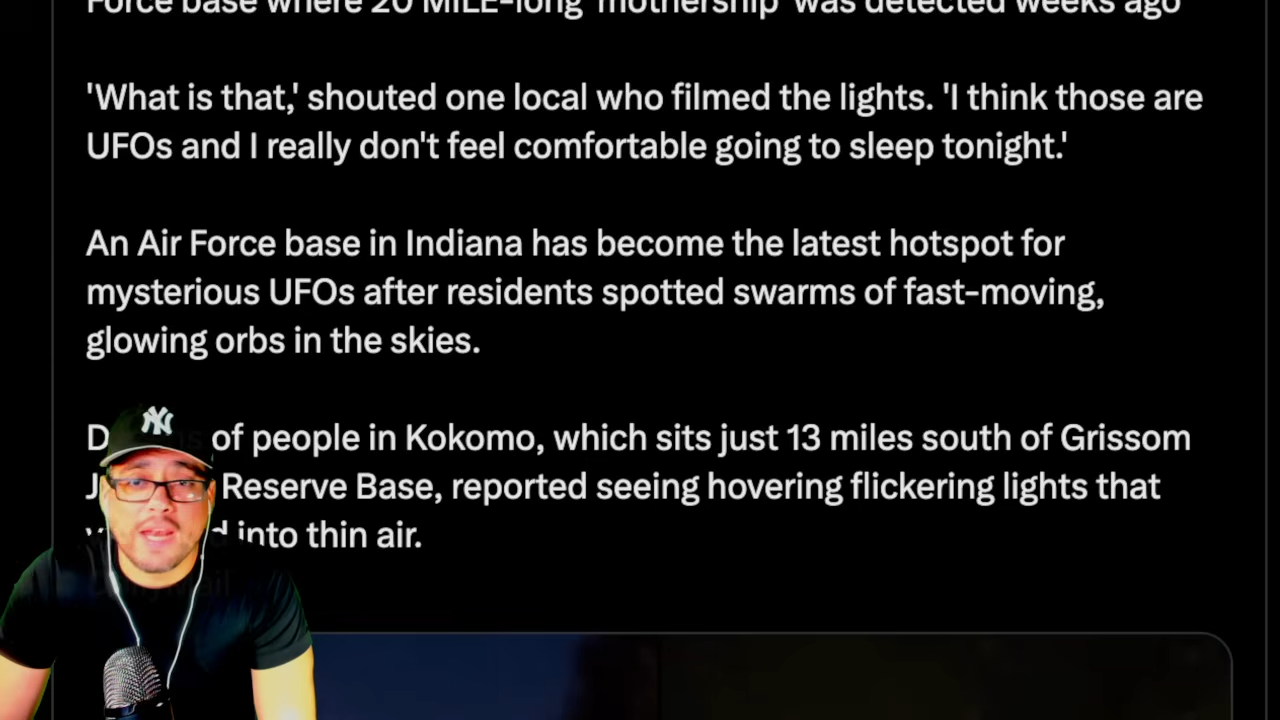 Force base where 20 MILE-long 'mothership' was detected weeks ago
'What is that,' shouted one local who filmed the lights. 'I think those are
UFOs and I really don't feel comfortable going to sleep tonight.'
An Air Force base in Indiana has become the latest hotspot for
mysterious UFOs after residents spotted swarms of fast-moving,
glowing orbs in the skies.
of people in Kokomo, which sits just 13 miles south of Grissom
Reserve Base, reported seeing hovering flickering lights that
into thin air.
NY